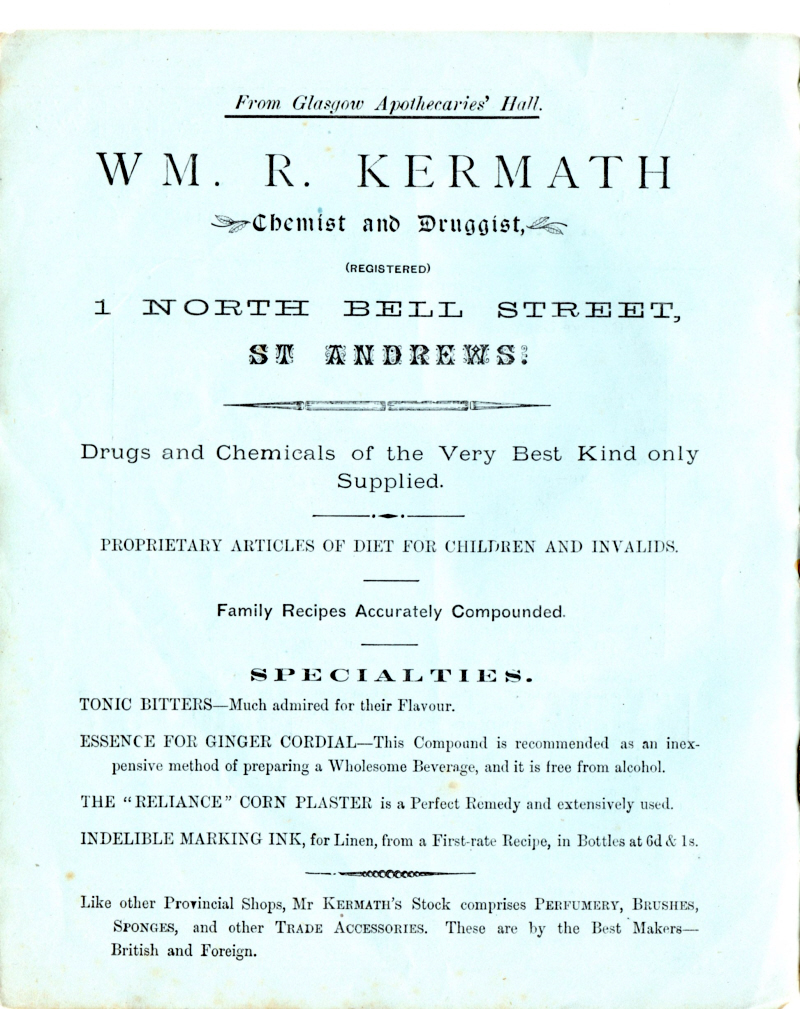 From Glasgow Apothecaries' Hall.
WM. R. KERMATH
Chemist and Druggist,
(REGISTERED)
1 NORTH BELL STREET,
ST ANDREWS.
Drugs and Chemicals of the Very Best Kind only
Supplied.
PROPRIETARY ARTICLES OF DIET FOR CHILDREN AND INVALIDS.
Family Recipes Accurately Compounded.
SPECIALTIES.
TONIC BITTERS—Much admired for their Flavour.
ESSENCE FOR GINGER CORDIAL—This Compound is recommended as an inex-
pensive method of preparing a Wholesome Beverage, and it is free from alcohol.
THE "RELIANCE" CORN PLASTER is a Perfect Remedy and extensively used.
INDELIBLE MARKING INK, for Linen, from a First-rate Recipe, in Bottles at 6d & 1s.
Like other Provincial Shops, Mr KERMATH'S Stock comprises PERFUMERY, BRUSHES,
SPONGES, and other TRADE ACCESSORIES. These are by the Best Makers—
British and Foreign.